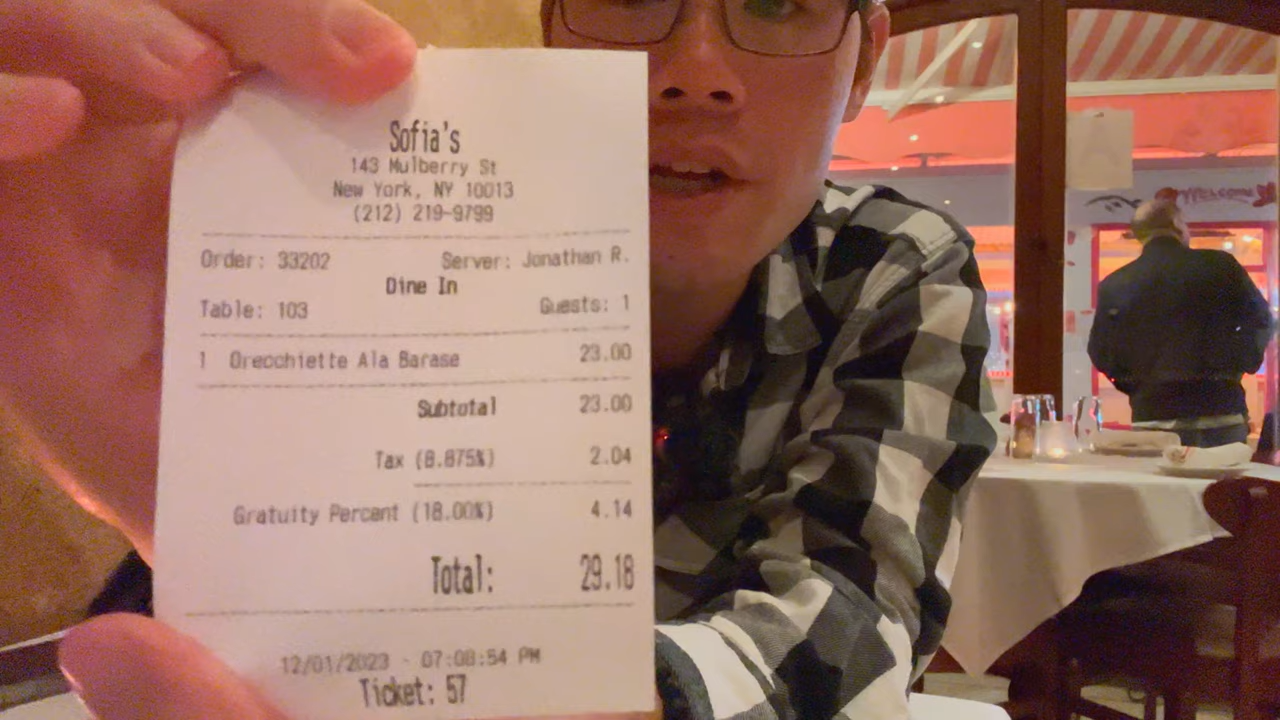 Sofia's
143 Mulberry St
New York, NY 10013
(212) 219-9799
Order: 33202 Server: Jonathan R.
Dine In
Table: 103 Guests: 1
1 Orecchiette Ala Barase 23.00
Subtotal 23.00
Tax (8.875%) 2.04
Gratuity Percent (18.00%) 4.14
Total: 29.18
12/01/2023 - 07:08:54 PM
Ticket: 57
WELCOME